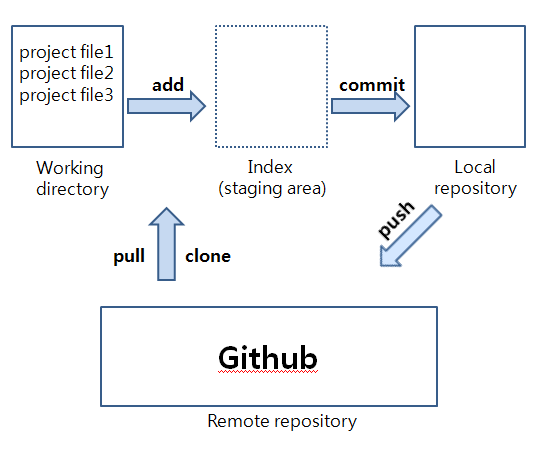 project file1
project file2
project file3
add
commit
Working
directory
Index
(staging area)
Local
repository
push
pull
clone
Github
Remote repository